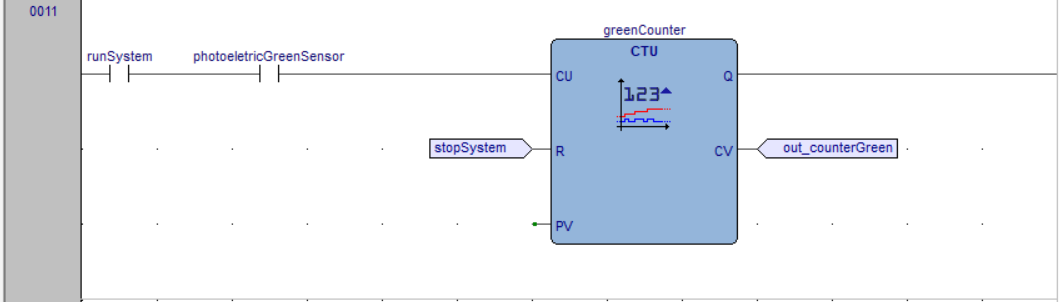 0011
greenCounter
runSystem
photoeletricGreenSensor
CTU
CU
Q
123
stopSystem
R
CV
out_counterGreen
PV